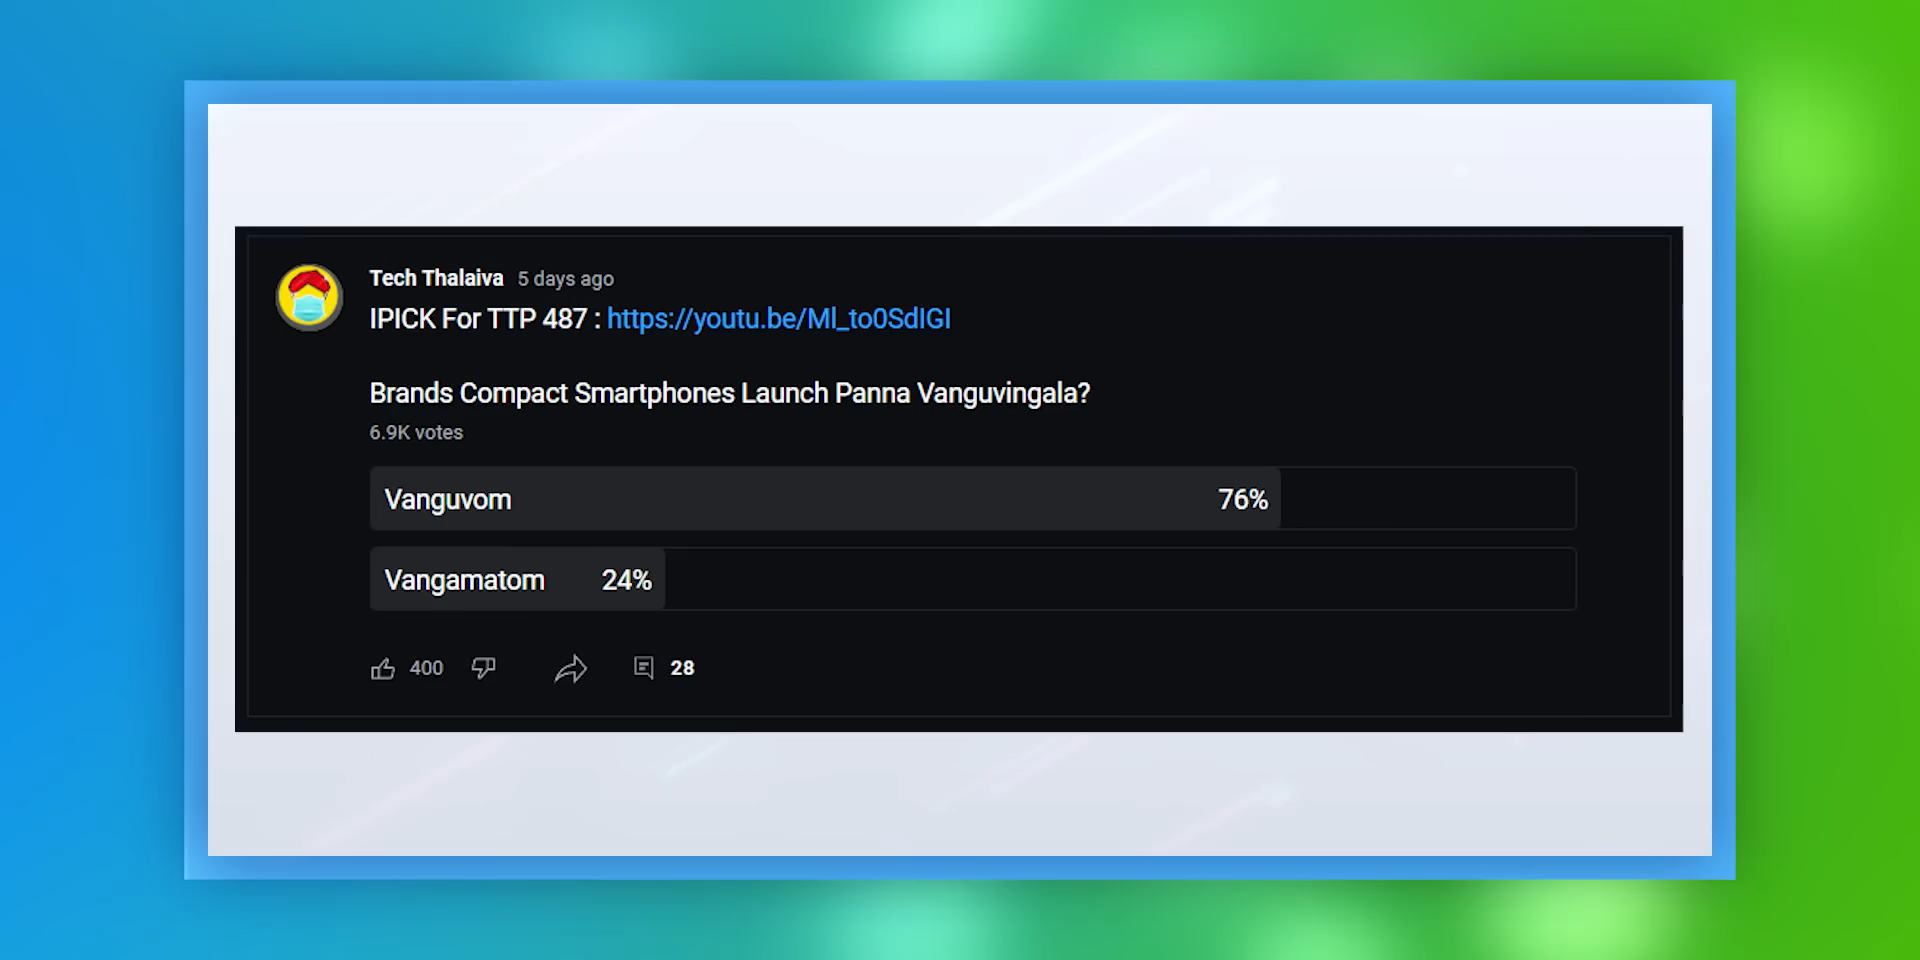 Tech Thalaiva 5 days ago
IPICK For TTP 487 : https://youtu.be/Ml_to0SdIGI
Brands Compact Smartphones Launch Panna Vanguvingala?
6.9K votes
Vanguvom 76%
Vangamatom 24%
400 28